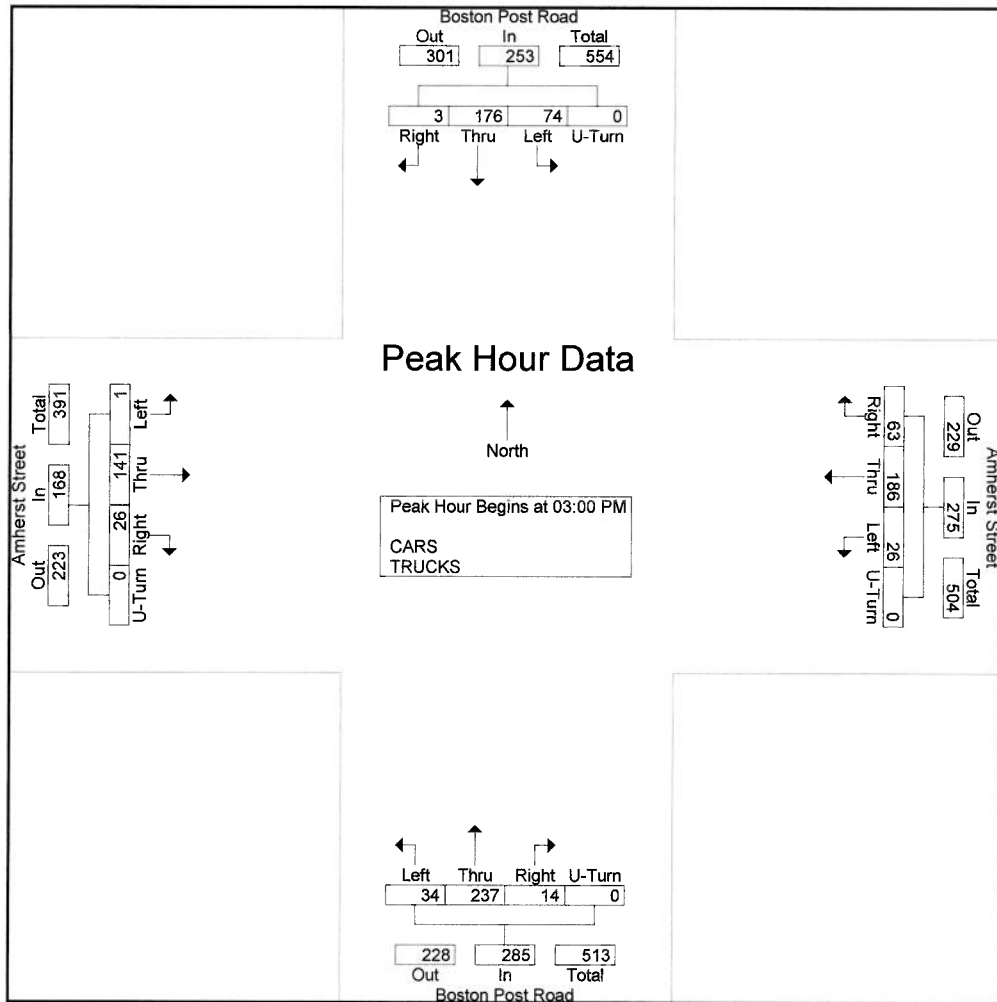 Boston Post Road
Out In Total
301 253 554
3 176 74 0
Right Thru Left U-Turn
Peak Hour Data
North
Peak Hour Begins at 03:00 PM
CARS
TRUCKS
Amherst Street
Total In Out
391 168 223
1 141 26 0
Left Thru Right U-Turn
Amherst Street
Out In Total
229 275 504
63 186 26 0
Right Thru Left U-Turn
Left Thru Right U-Turn
34 237 14 0
228 285 513
Out In Total
Boston Post Road